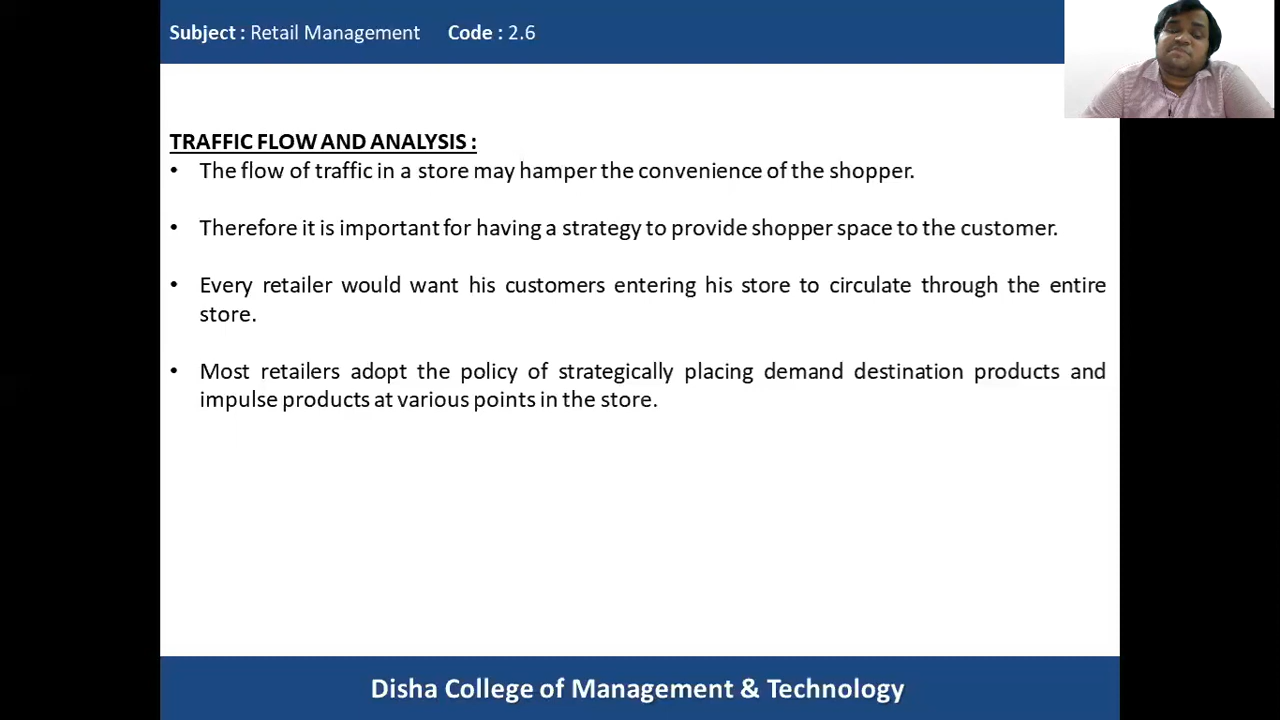 Subject : Retail Management Code : 2.6
TRAFFIC FLOW AND ANALYSIS :
• The flow of traffic in a store may hamper the convenience of the shopper.
• Therefore it is important for having a strategy to provide shopper space to the customer.
• Every retailer would want his customers entering his store to circulate through the entire
store.
• Most retailers adopt the policy of strategically placing demand destination products and
impulse products at various points in the store.
Disha College of Management & Technology